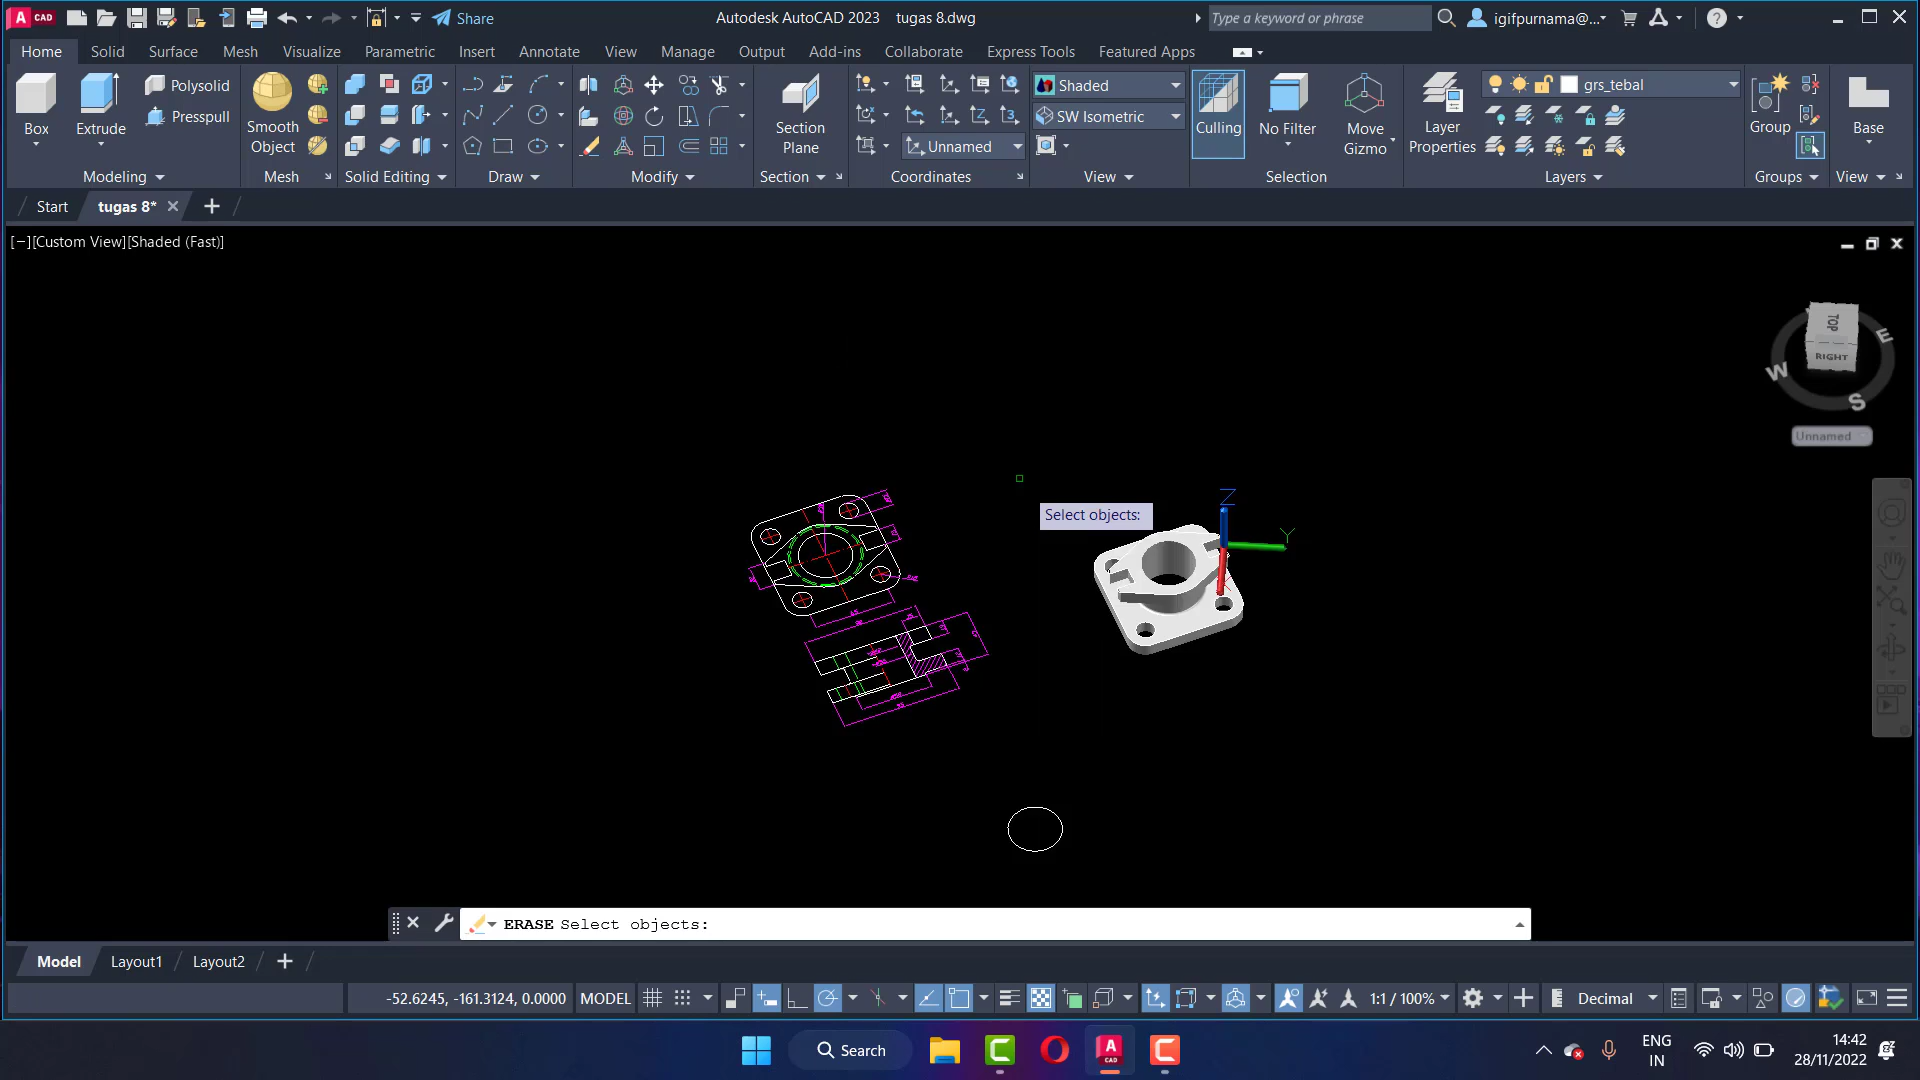 CAD
Share
Autodesk AutoCAD 2023 tugas 8.dwg
Type a keyword or phrase
igifpurnama@...
Home Solid Surface Mesh Visualize Parametric Insert Annotate View Manage Output Add-ins Collaborate Express Tools Featured Apps
Box
Extrude
Polysolid
Presspull
Smooth
Object
Section
Plane
Unnamed
Shaded
SW Isometric
Culling
No Filter
Move
Gizmo
Layer
Properties
grs_tebal
Group
Base
Modeling Mesh Solid Editing Draw Modify Section Coordinates View Selection Layers Groups View
Start tugas 8*
[−][Custom View][Shaded (Fast)]
TOP
RIGHT
W E S
Unnamed
Z
Y
Select objects:
ERASE Select objects:
Model Layout1 Layout2
-52.6245, -161.3124, 0.0000 MODEL
1:1 / 100%
Decimal
Search
ENG
IN
14:42
28/11/2022